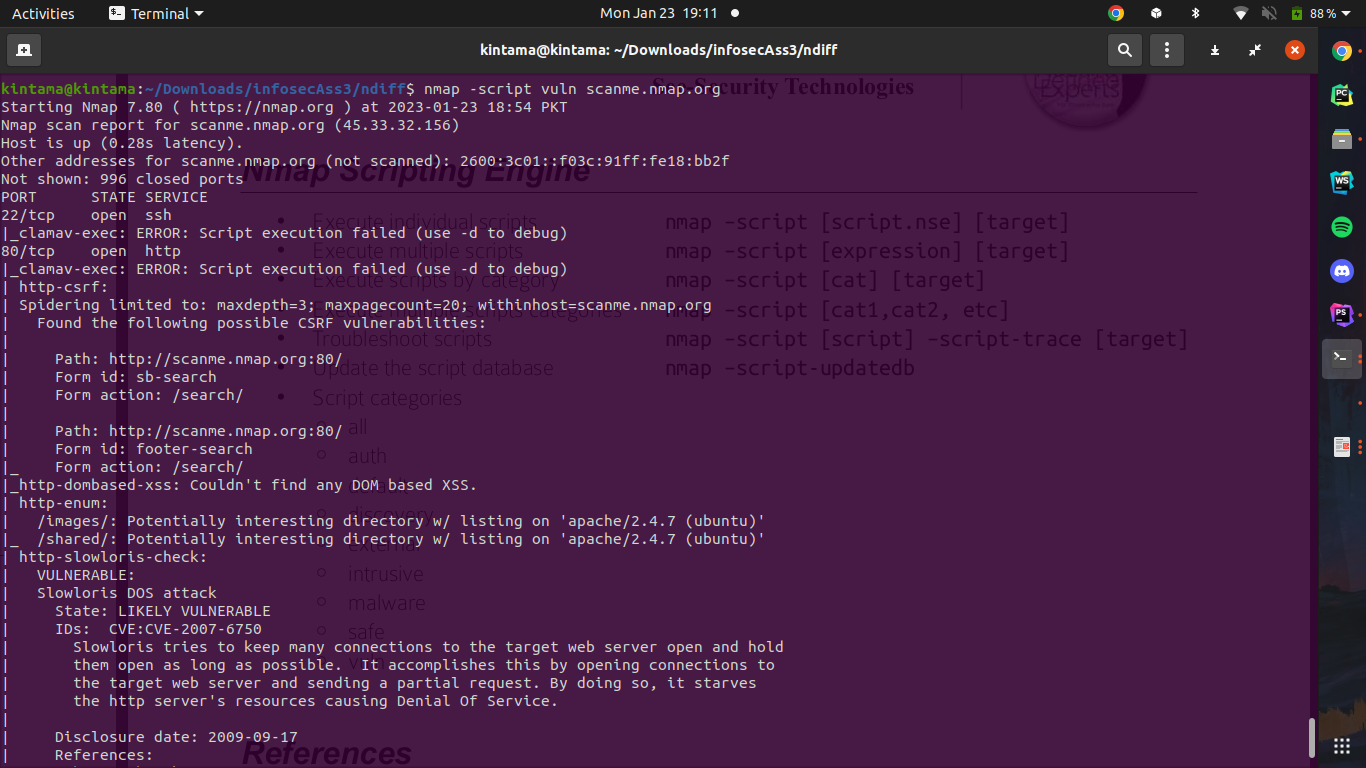 Activities Terminal Mon Jan 23 19:11 88%
kintama@kintama: ~/Downloads/infosecAss3/ndiff
kintama@kintama:~/Downloads/infosecAss3/ndiff$ nmap -script vuln scanme.nmap.org
Security Technologies
Experts
Starting Nmap 7.80 ( https://nmap.org ) at 2023-01-23 18:54 PKT
Nmap scan report for scanme.nmap.org (45.33.32.156)
Host is up (0.28s latency).
Other addresses for scanme.nmap.org (not scanned): 2600:3c01::f03c:91ff:fe18:bb2f
Nmap Scripting Engine
Not shown: 996 closed ports
PORT STATE SERVICE
22/tcp open ssh
|_clamav-exec: ERROR: Script execution failed (use -d to debug)
80/tcp open http
|_clamav-exec: ERROR: Script execution failed (use -d to debug)
| http-csrf:
| Spidering limited to: maxdepth=3; maxpagecount=20; withinhost=scanme.nmap.org
| Found the following possible CSRF vulnerabilities:
|
| Path: http://scanme.nmap.org:80/
| Form id: sb-search
| Form action: /search/
|
| Path: http://scanme.nmap.org:80/
| Form id: footer-search
|_ Form action: /search/
|_http-dombased-xss: Couldn't find any DOM based XSS.
| http-enum:
| /images/: Potentially interesting directory w/ listing on 'apache/2.4.7 (ubuntu)'
|_ /shared/: Potentially interesting directory w/ listing on 'apache/2.4.7 (ubuntu)'
| http-slowloris-check:
| VULNERABLE:
| Slowloris DOS attack
| State: LIKELY VULNERABLE
| IDs: CVE:CVE-2007-6750
| Slowloris tries to keep many connections to the target web server open and hold
| them open as long as possible. It accomplishes this by opening connections to
| the target web server and sending a partial request. By doing so, it starves
| the http server's resources causing Denial Of Service.
|
| Disclosure date: 2009-09-17
| References:
• Execute individual scripts nmap –script [script.nse] [target]
• Execute multiple scripts nmap –script [expression] [target]
• Execute scripts by category nmap –script [cat] [target]
• Execute multiple scripts categories nmap –script [cat1,cat2, etc]
• Troubleshoot scripts nmap –script [script] –script-trace [target]
• Update the script database nmap –script-updatedb
• Script categories
all
○ auth
discovery
external
○ intrusive
○ malware
○ safe
References
PC
WS
PS